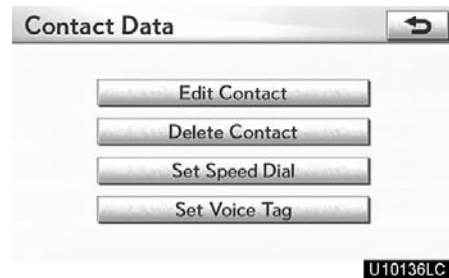 Contact Data
Edit Contact
Delete Contact
Set Speed Dial
Set Voice Tag
U10136LC